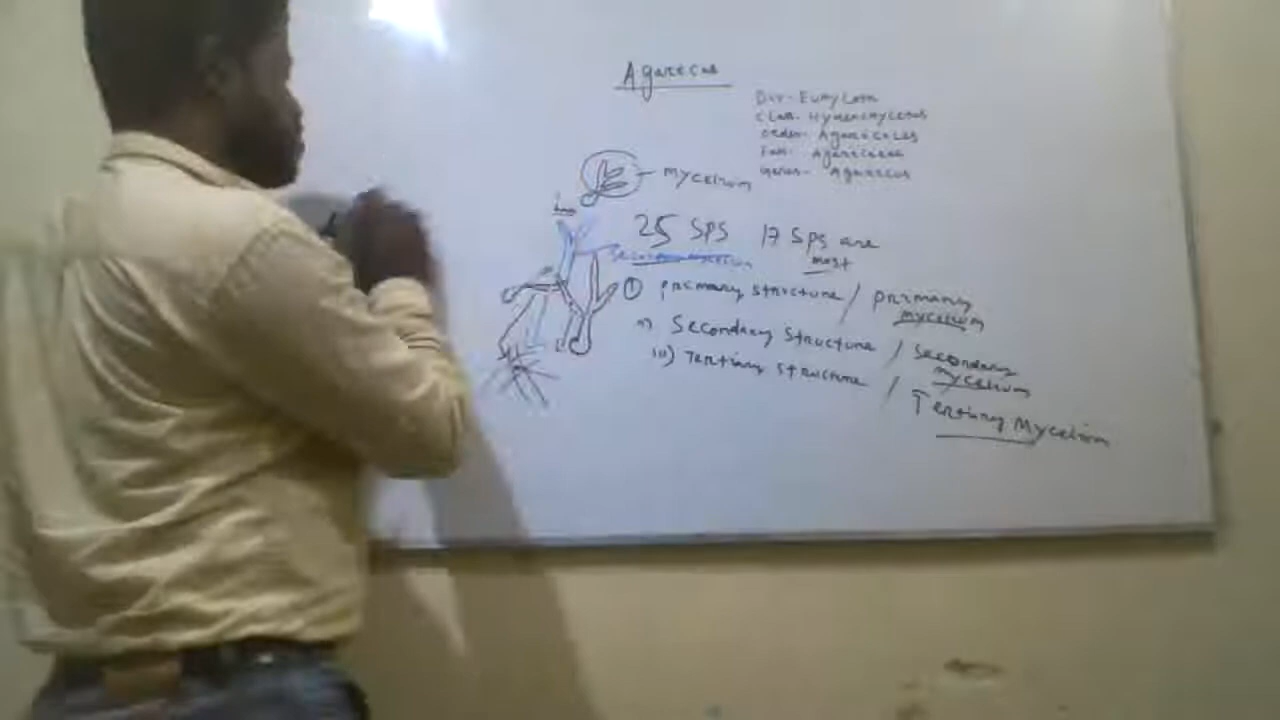 Agaricus
Div- Eumycota
Class- Hymenomycetes
Order- Agaricales
Fam- Agaricaceae
Genus- Agaricus
mycelium
25 SPS 17 SPS are
most
① primary structure / primary
mycelium
ii) Secondary structure / Secondary
mycelium
iii) Tertiary structure /
Tertiary Mycelium